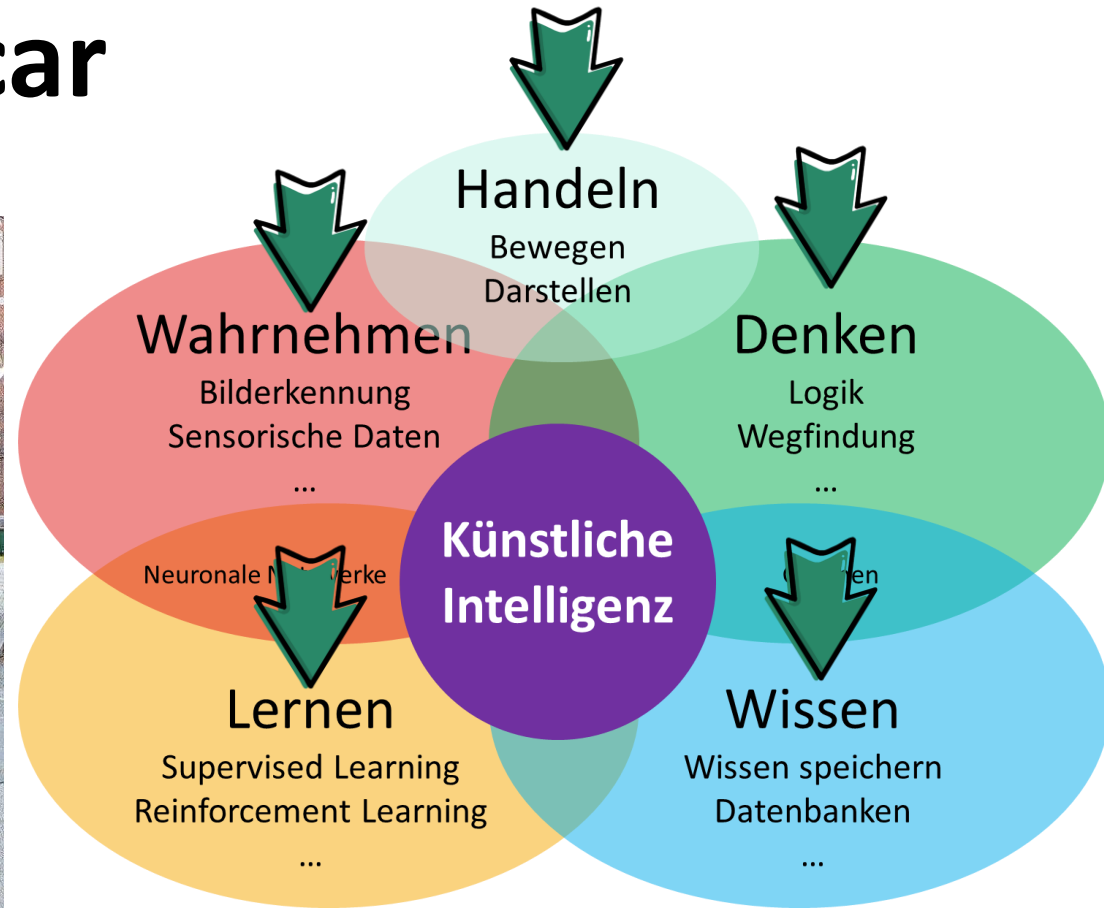 car
Handeln
Bewegen
Darstellen
Wahrnehmen
Bilderkennung
Sensorische Daten
...
Denken
Logik
Wegfindung
...
Künstliche
Intelligenz
Neuronale
Lernen
Supervised Learning
Reinforcement Learning
...
Wissen
Wissen speichern
Datenbanken
...